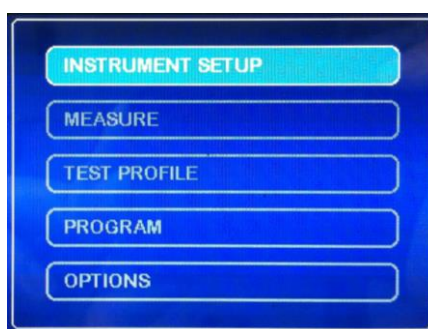 INSTRUMENT SETUP
MEASURE
TEST PROFILE
PROGRAM
OPTIONS